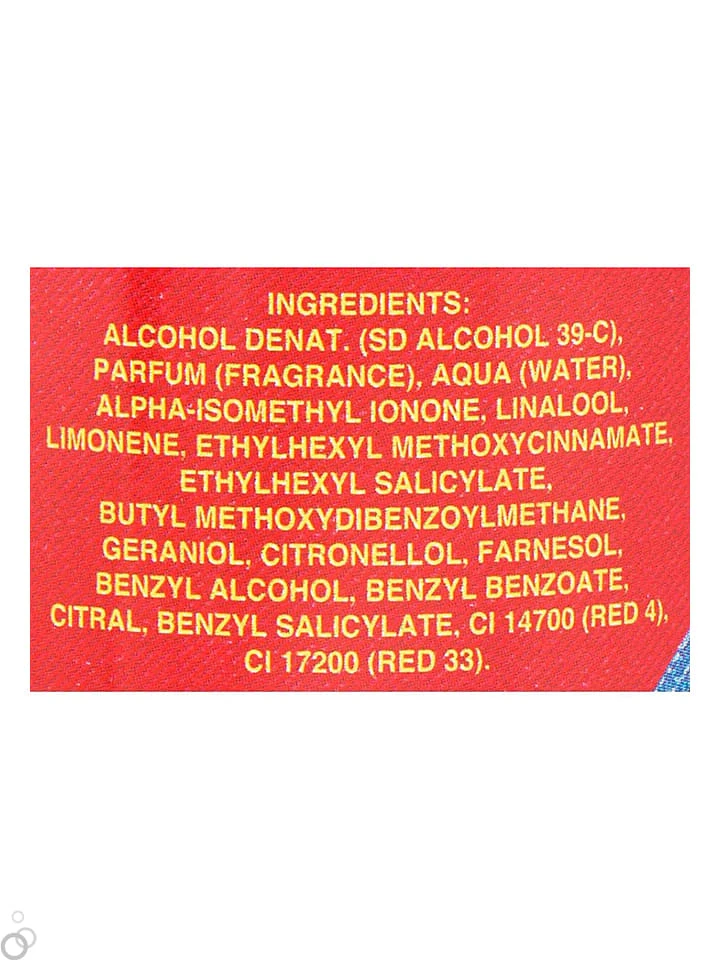 INGREDIENTS:
ALCOHOL DENAT. (SD ALCOHOL 39-C),
PARFUM (FRAGRANCE), AQUA (WATER),
ALPHA-ISOMETHYL IONONE, LINALOOL,
LIMONENE, ETHYLHEXYL METHOXYCINNAMATE,
ETHYLHEXYL SALICYLATE,
BUTYL METHOXYDIBENZOYLMETHANE,
GERANIOL, CITRONELLOL, FARNESOL,
BENZYL ALCOHOL, BENZYL BENZOATE,
CITRAL, BENZYL SALICYLATE, CI 14700 (RED 4),
CI 17200 (RED 33).